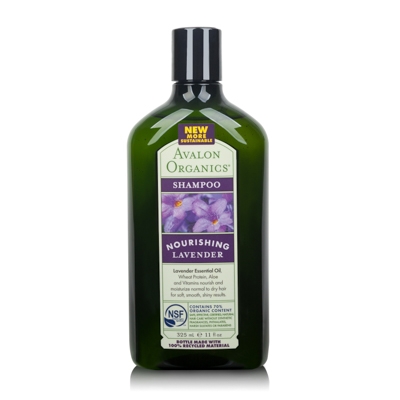 NEW
MORE
SUSTAINABLE
AVALON
ORGANICS®
SHAMPOO
NOURISHING
LAVENDER
Lavender Essential Oil,
Wheat Protein, Aloe
and Vitamins nourish and
moisturize normal to dry hair
for soft, smooth, shiny results
NSF
CONTAINS 70%
ORGANIC CONTENT
325 mL e 11 fl oz
BOTTLE MADE WITH
100% RECYCLED MATERIAL